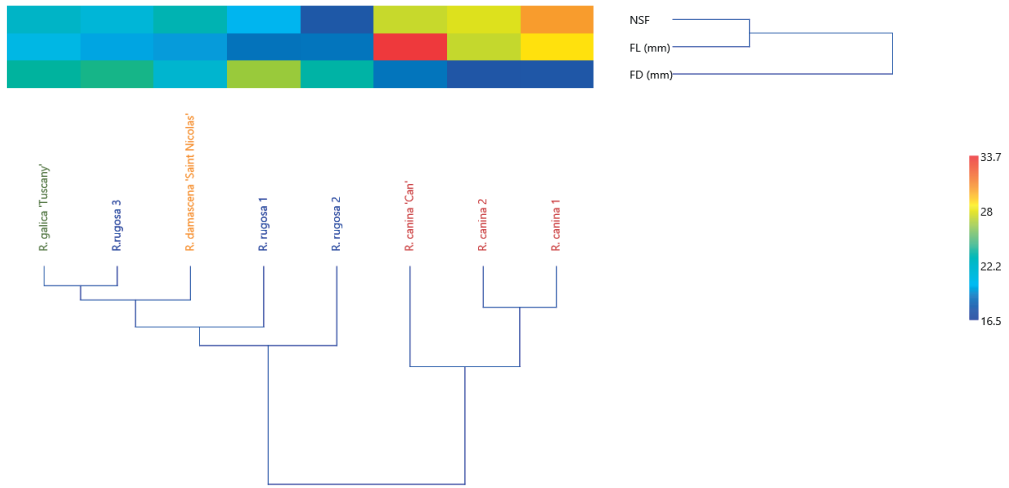 NSF
FL (mm)
FD (mm)
R. galica 'Tuscany'
R.rugosa 3
R. damascena 'Saint Nicolas'
R. rugosa 1
R. rugosa 2
R. canina 'Can'
R. canina 2
R. canina 1
33.7
28
22.2
16.5